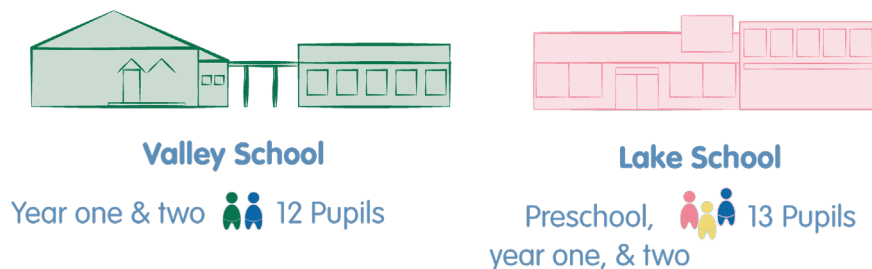 Valley School
Year one & two 12 Pupils
Lake School
Preschool, 13 Pupils
year one, & two